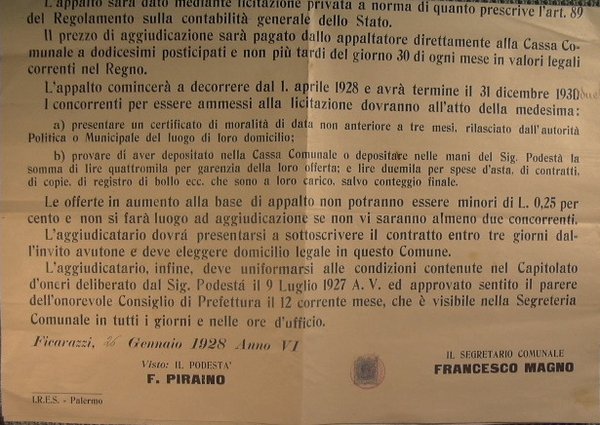 L'appalto sarà dato mediante licitazione privata a norma di quanto prescrive l'art. 89
del Regolamento sulla contabilità generale dello Stato.
Il prezzo di aggiudicazione sarà pagato dallo appaltatore direttamente alla Cassa Co-
munale a dodicesimi posticipati e non più tardi del giorno 30 di ogni mese in valori legali
correnti nel Regno.
L'appalto comincerà a decorrere dal 1. aprile 1928 e avrà termine il 31 dicembre
I concorrenti per essere ammessi alla licitazione dovranno all'atto della medesima:
a) presentare un certificato di moralità di data non anteriore a tre mesi, rilasciato dall'autorità
Politica o Municipale del luogo di loro domicilio;
b) provare di aver depositato nella Cassa Comunale o depositare nelle mani del Sig. Podestà la
somma di lire quattromila per garenzia della loro offerta; e lire duemila per spese d'asta, di contratti,
di copie, di registro di bollo ecc. che sono a loro carico, salvo conteggio finale.
Le offerte in aumento alla base di appalto non potranno essere minori di L. 0,25 per
cento e non si farà luogo ad aggiudicazione se non vi saranno almeno due concorrenti.
L'aggiudicatario dovrá presentarsi a sottoscrivere il contratto entro tre giorni dal-
l'invito avutone e deve eleggere domicilio legale in questo Comune.
L'aggiudicatario, infine, deve uniformarsi alle condizioni contenute nel Capitolato
d'oneri deliberato dal Sig. Podestá il 9 Luglio 1927 A. V. ed approvato sentito il parere
dell'onorevole Consiglio di Prefettura il 12 corrente mese, che è visibile nella Segreteria
Comunale in tutti i giorni e nelle ore d'ufficio.
Ficarazzi, 26 Gennaio 1928 Anno VI
Visto: IL PODESTA'
F. PIRAINO
IL SEGRETARIO COMUNALE
FRANCESCO MAGNO
I.R.E.S. - Palermo